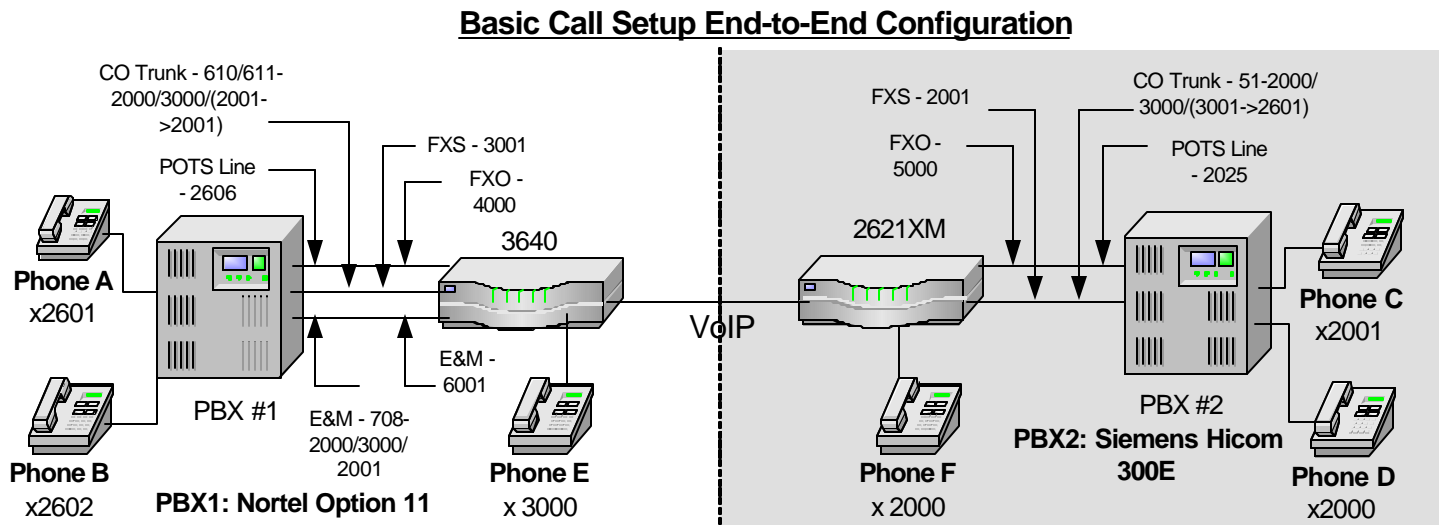 Basic Call Setup End-to-End Configuration
CO Trunk - 610/611-
2000/3000/(2001-
>2001)
POTS Line
- 2606
FXS - 3001
FXO -
4000
3640
Phone A
x2601
Phone B
x2602
PBX #1
E&M - 708-
2000/3000/
2001
E&M -
6001
PBX1: Nortel Option 11
Phone E
x 3000
VoIP
FXS - 2001
FXO -
5000
CO Trunk - 51-2000/
3000/(3001->2601)
POTS Line
- 2025
2621XM
Phone F
x 2000
PBX #2
PBX2: Siemens Hicom
300E
Phone C
x2001
Phone D
x2000